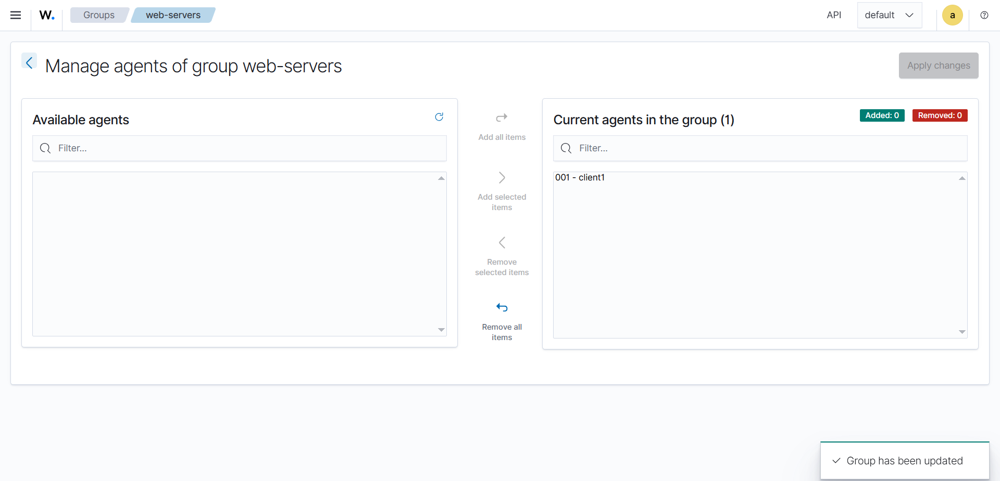 W. Groups web-servers API default a
Manage agents of group web-servers
Apply changes
Available agents
Filter...
Add all items
Add selected
items
Remove
selected items
Remove all
items
Current agents in the group (1)
Added: 0 Removed: 0
Filter...
001 - client1
Group has been updated